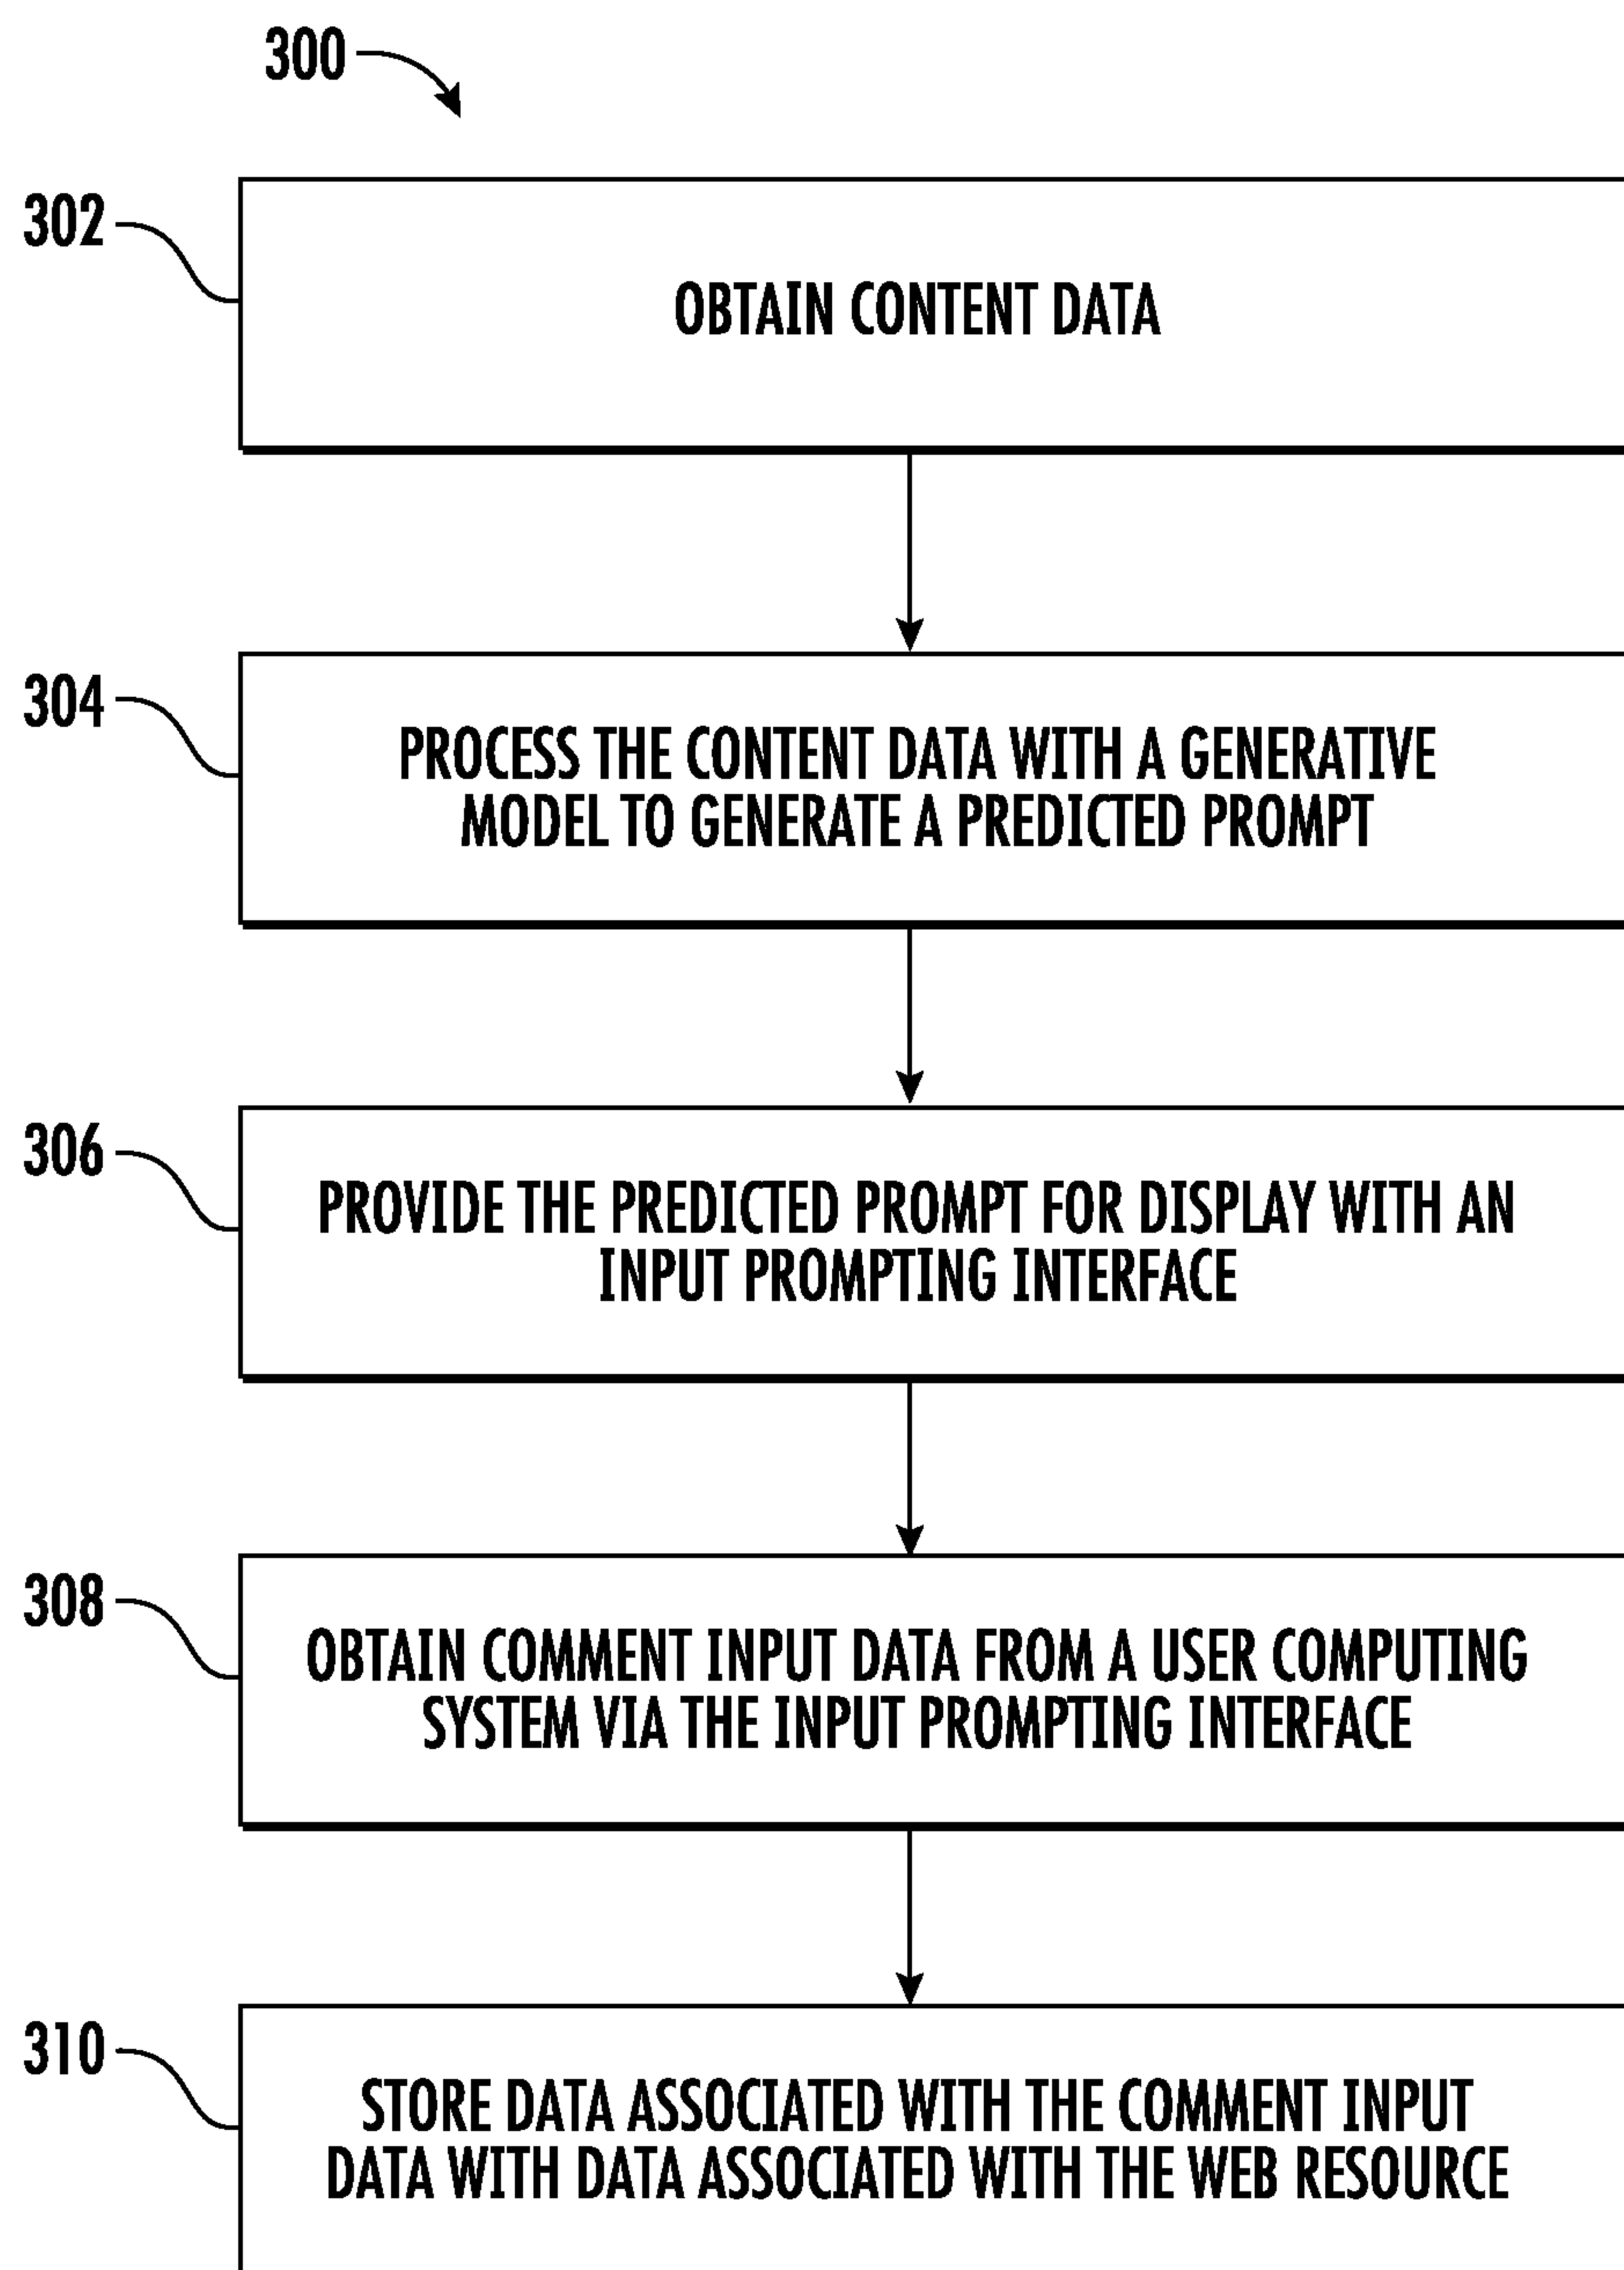 300
302
OBTAIN CONTENT DATA
304
PROCESS THE CONTENT DATA WITH A GENERATIVE
MODEL TO GENERATE A PREDICTED PROMPT
306
PROVIDE THE PREDICTED PROMPT FOR DISPLAY WITH AN
INPUT PROMPTING INTERFACE
308
OBTAIN COMMENT INPUT DATA FROM A USER COMPUTING
SYSTEM VIA THE INPUT PROMPTING INTERFACE
310
STORE DATA ASSOCIATED WITH THE COMMENT INPUT
DATA WITH DATA ASSOCIATED WITH THE WEB RESOURCE